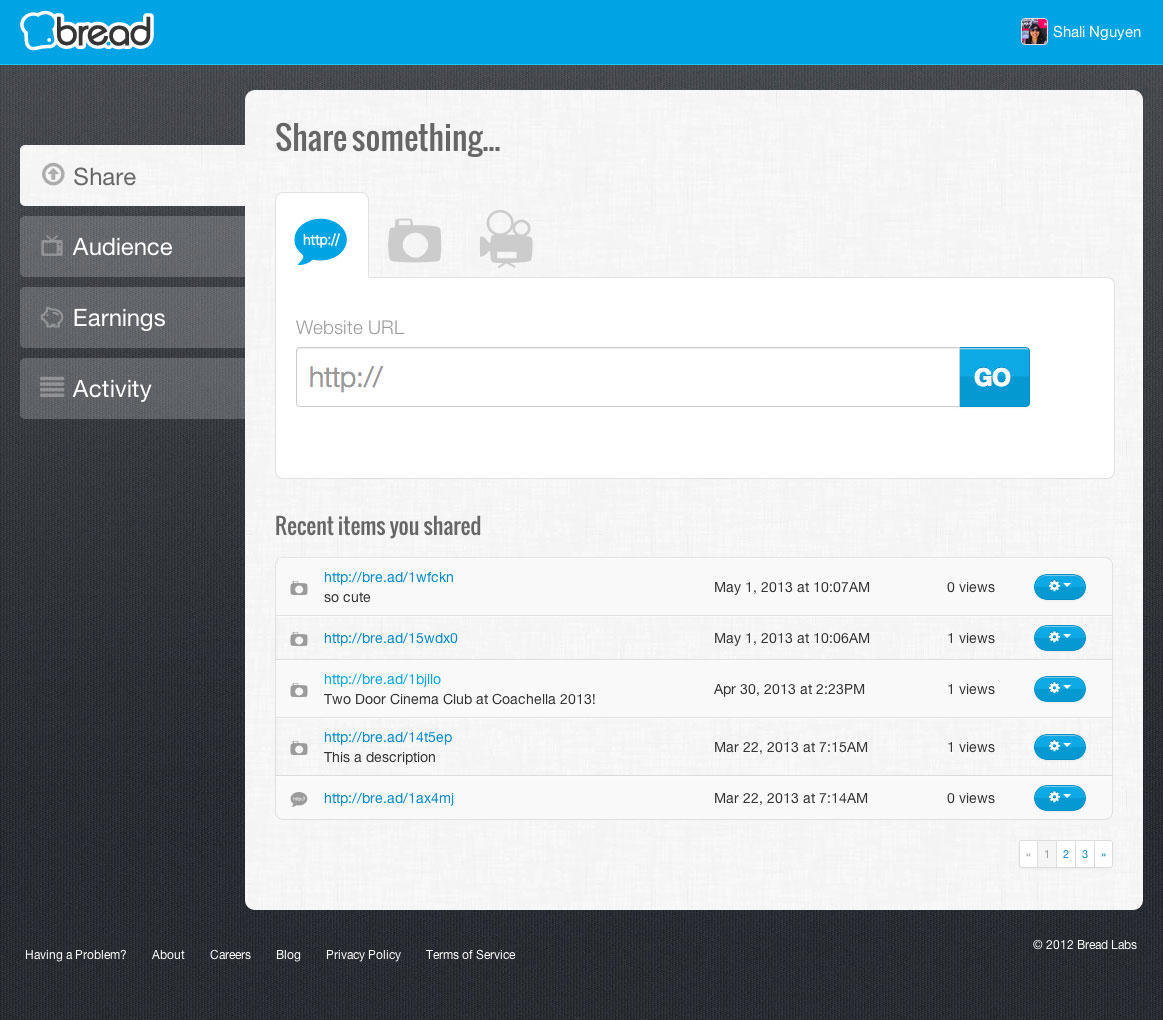 bre.ad
Shali Nguyen
Share
Audience
Earnings
Activity
Share something...
http://
Website URL
http://
GO
Recent items you shared
http://bre.ad/1wfckn
so cute
May 1, 2013 at 10:07AM
0 views
http://bre.ad/15wdx0
May 1, 2013 at 10:06AM
1 views
http://bre.ad/1bjllo
Two Door Cinema Club at Coachella 2013!
Apr 30, 2013 at 2:23PM
1 views
http://bre.ad/14t5ep
This a description
Mar 22, 2013 at 7:15AM
1 views
http://bre.ad/1ax4mj
Mar 22, 2013 at 7:14AM
0 views
« 1 2 3 »
Having a Problem? About Careers Blog Privacy Policy Terms of Service
© 2012 Bread Labs